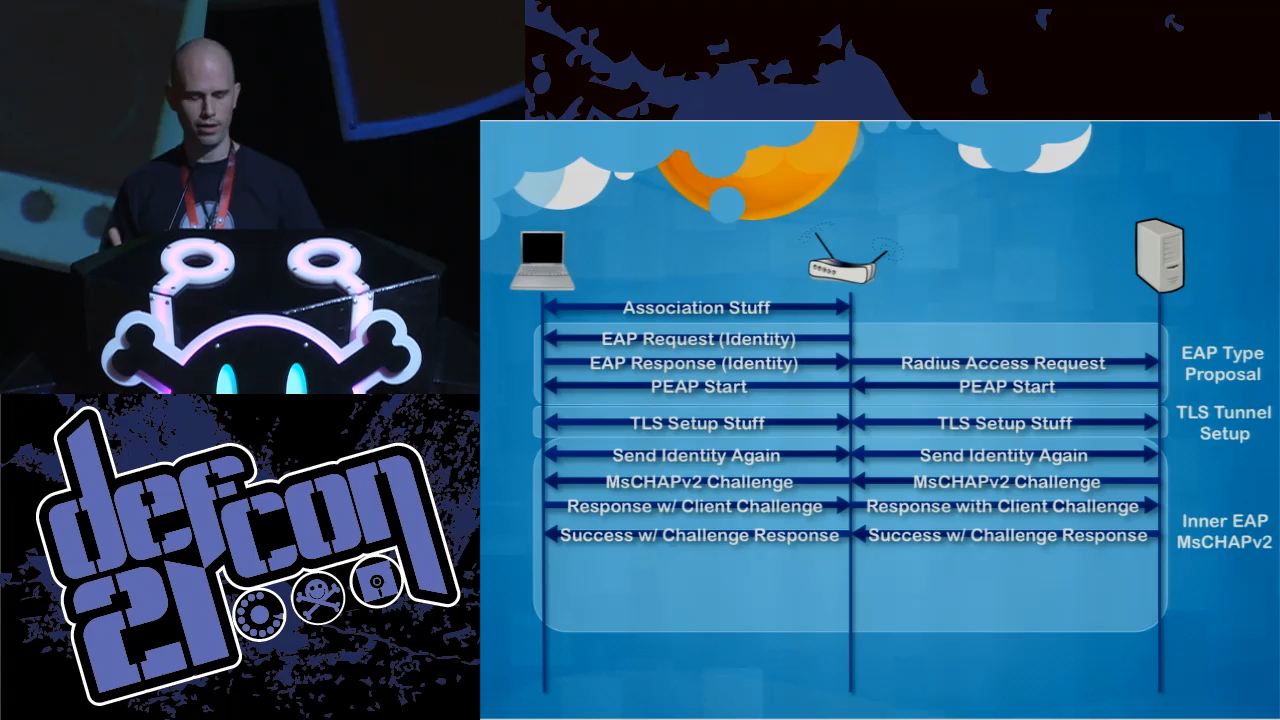 Association Stuff
EAP Request (Identity)
EAP Response (Identity)
Radius Access Request
PEAP Start
PEAP Start
EAP Type
Proposal
TLS Setup Stuff
TLS Setup Stuff
TLS Tunnel
Setup
Send Identity Again
Send Identity Again
MsCHAPv2 Challenge
MsCHAPv2 Challenge
Response w/ Client Challenge
Response with Client Challenge
Success w/ Challenge Response
Success w/ Challenge Response
Inner EAP
MsCHAPv2
defcon
21